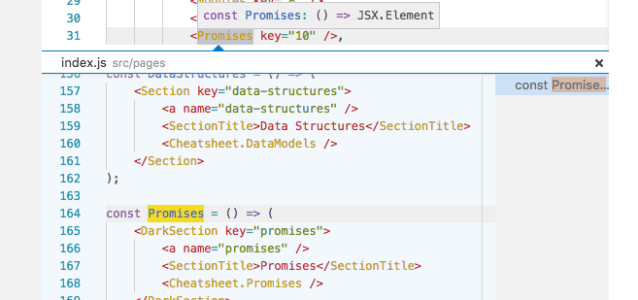 29
30 <
const Promises: () => JSX.Element
31 <Promises key="10" />,
index.js src/pages
const Promise...
156 const DataStructures = () => (
157 <Section key="data-structures">
158 <a name="data-structures" />
159 <SectionTitle>Data Structures</SectionTitle>
160 <Cheatsheet.DataModels />
161 </Section>
162 );
163
164 const Promises = () => (
165 <DarkSection key="promises">
166 <a name="promises" />
167 <SectionTitle>Promises</SectionTitle>
168 <Cheatsheet.Promises />
169 </DarkSection>